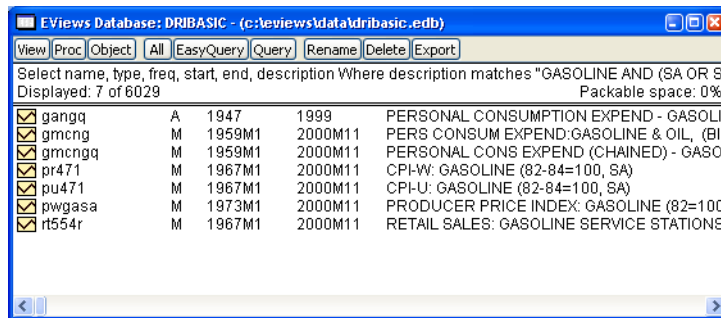 EViews Database: DRIBASIC - (c:\eviews\data\dribasic.edb)
View Proc Object All EasyQuery Query Rename Delete Export
Select name, type, freq, start, end, description Where description matches "GASOLINE AND (SA OR S
Displayed: 7 of 6029 Packable space: 0%
gangq A 1947 1999 PERSONAL CONSUMPTION EXPEND - GASOLI
gmcng M 1959M1 2000M11 PERS CONSUM EXPEND:GASOLINE & OIL, (BI
gmcngq M 1959M1 2000M11 PERSONAL CONS EXPEND (CHAINED) - GASO
pr471 M 1967M1 2000M11 CPI-W: GASOLINE (82-84=100, SA)
pu471 M 1967M1 2000M11 CPI-U: GASOLINE (82-84=100, SA)
pwgasa M 1973M1 2000M11 PRODUCER PRICE INDEX: GASOLINE (82=100
rt554r M 1967M1 2000M11 RETAIL SALES: GASOLINE SERVICE STATIONS